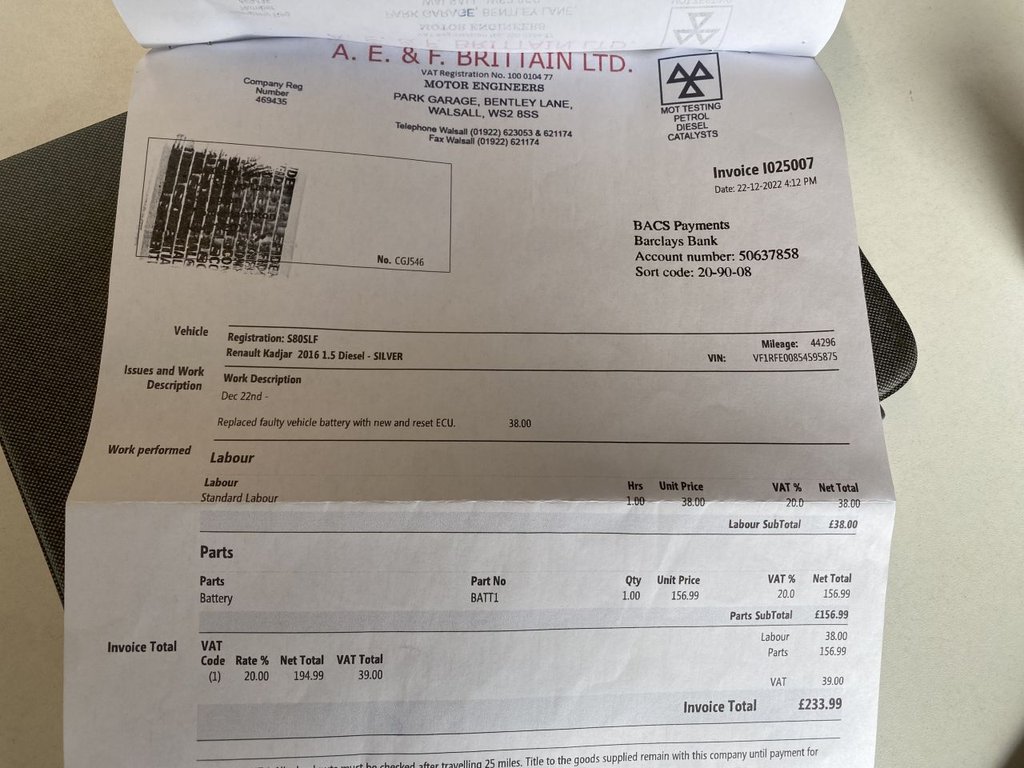 A. E. & F. BRITTAIN LTD.
VAT Registration No. 100 0104 77
MOTOR ENGINEERS
PARK GARAGE, BENTLEY LANE,
WALSALL, WS2 8SS
Telephone Walsall (01922) 623053 & 621174
Fax Walsall (01922) 621174
Company Reg
Number
469435
MOT TESTING
PETROL
DIESEL
CATALYSTS
Invoice I025007
Date: 22-12-2022 4:12 PM
BACS Payments
Barclays Bank
Account number: 50637858
Sort code: 20-90-08
No. CGJ546
Vehicle
Registration: S80SLF
Renault Kadjar 2016 1.5 Diesel - SILVER
Mileage: 44296
VIN: VF1RFE00854595875
Issues and Work
Description
Work Description
Dec 22nd -
Replaced faulty vehicle battery with new and reset ECU. 38.00
Work performed
Labour
Labour Hrs Unit Price VAT % Net Total
Standard Labour 1.00 38.00 20.0 38.00
Labour SubTotal £38.00
Parts
Parts Part No Qty Unit Price VAT % Net Total
Battery BATT1 1.00 156.99 20.0 156.99
Parts SubTotal £156.99
Invoice Total
VAT
Code Rate % Net Total VAT Total
(1) 20.00 194.99 39.00
Labour 38.00
Parts 156.99
VAT 39.00
Invoice Total £233.99
must be checked after travelling 25 miles. Title to the goods supplied remain with this company until payment for